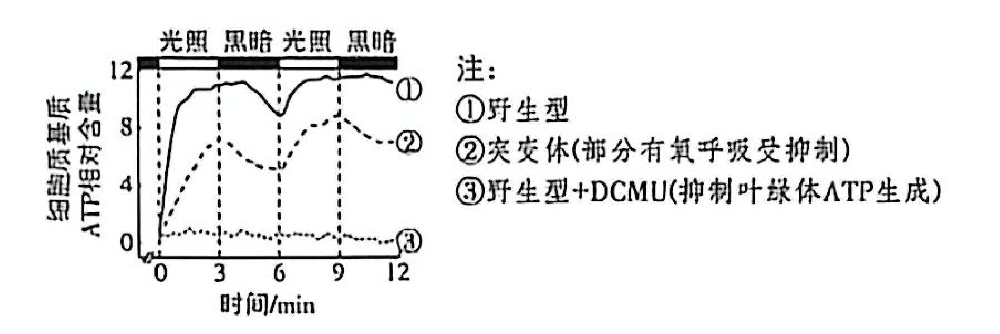 光照 黑暗 光照 黑暗
12
8
4
0
细胞质基质
ATP相对含量
①
②
③
0 3 6 9 12
时间/min
注:
①野生型
②突变体(部分有氧呼吸受抑制)
③野生型+DCMU(抑制叶绿体ATP生成)